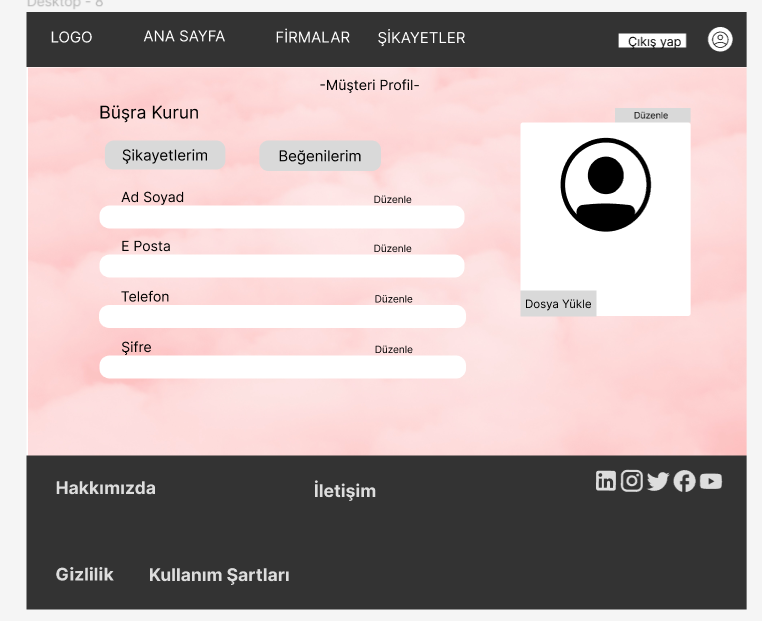 Desktop - 8
LOGO ANA SAYFA FİRMALAR ŞİKAYETLER Çıkış yap
-Müşteri Profil-
Büşra Kurun
Düzenle
Şikayetlerim Beğenilerim
Ad Soyad Düzenle
E Posta Düzenle
Telefon Düzenle
Dosya Yükle
Şifre Düzenle
Hakkımızda İletişim
in
Gizlilik Kullanım Şartları